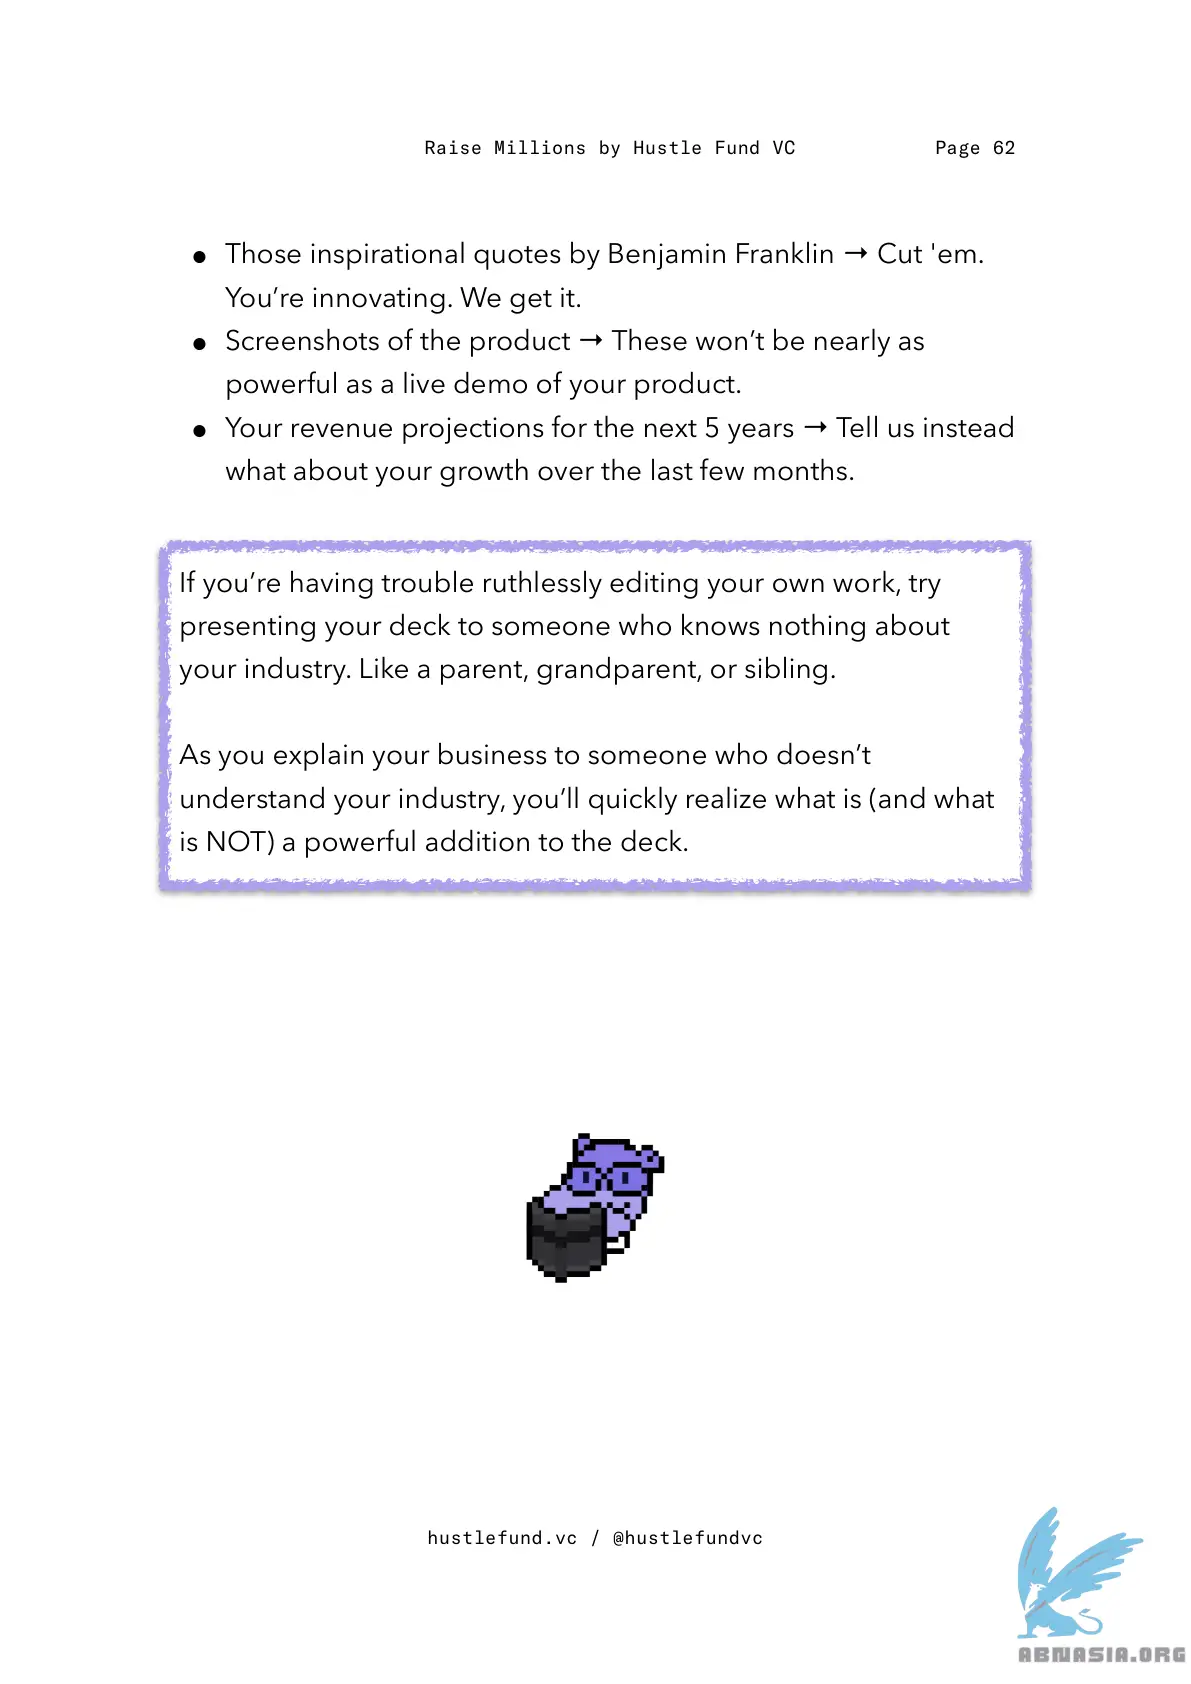 Raise Millions by Hustle Fund VC Page 62
● Those inspirational quotes by Benjamin Franklin → Cut 'em.
You’re innovating. We get it.
● Screenshots of the product → These won’t be nearly as
powerful as a live demo of your product.
● Your revenue projections for the next 5 years → Tell us instead
what about your growth over the last few months.
If you’re having trouble ruthlessly editing your own work, try
presenting your deck to someone who knows nothing about
your industry. Like a parent, grandparent, or sibling.
As you explain your business to someone who doesn’t
understand your industry, you’ll quickly realize what is (and what
is NOT) a powerful addition to the deck.
hustlefund.vc / @hustlefundvc
ABNASIA.ORG